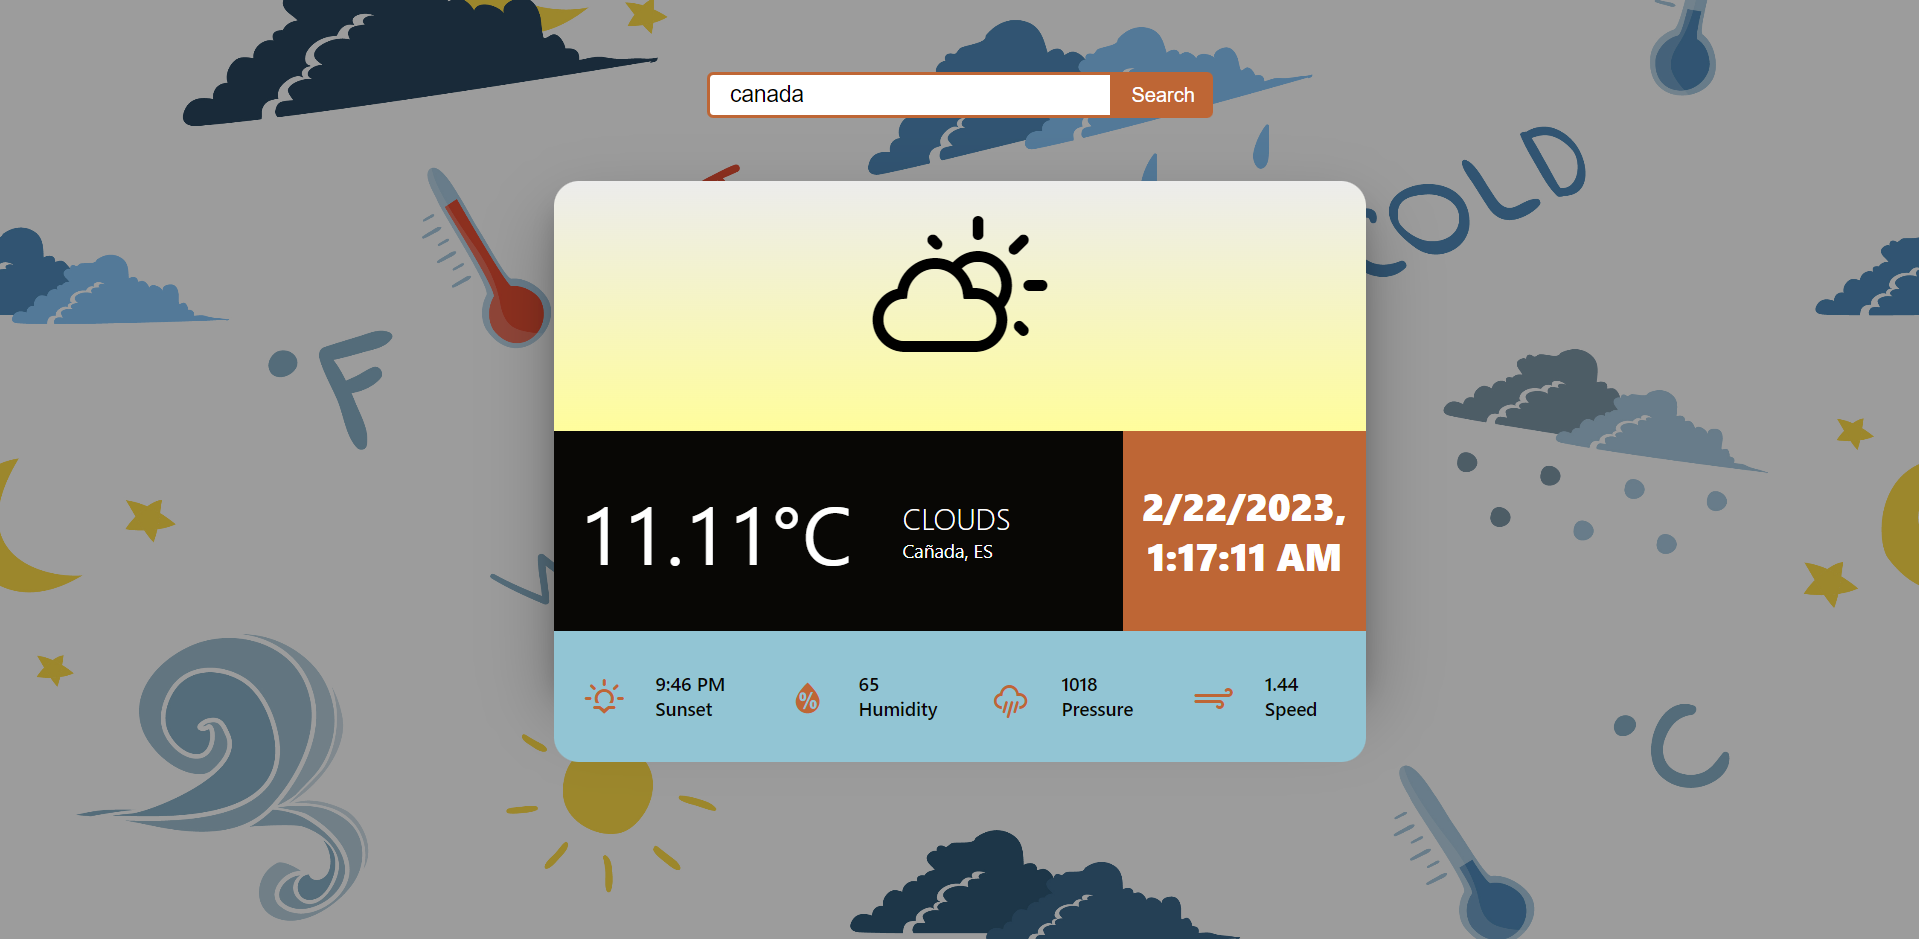 canada
Search
COLD
°F
11.11°C
CLOUDS
Cañada, ES
2/22/2023,
1:17:11 AM
9:46 PM
Sunset
65
Humidity
1018
Pressure
1.44
Speed
°C